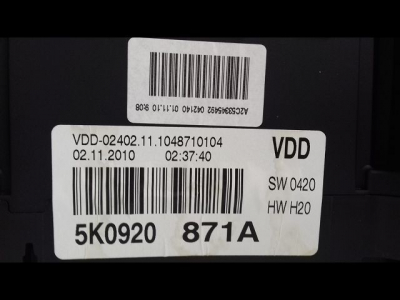 A2C53345492 042140 01.11.10 9:08
VDD-02402.11.1048710104
02.11.2010 02:37:40
VDD
SW 0420
HW H20
5K0920 871A